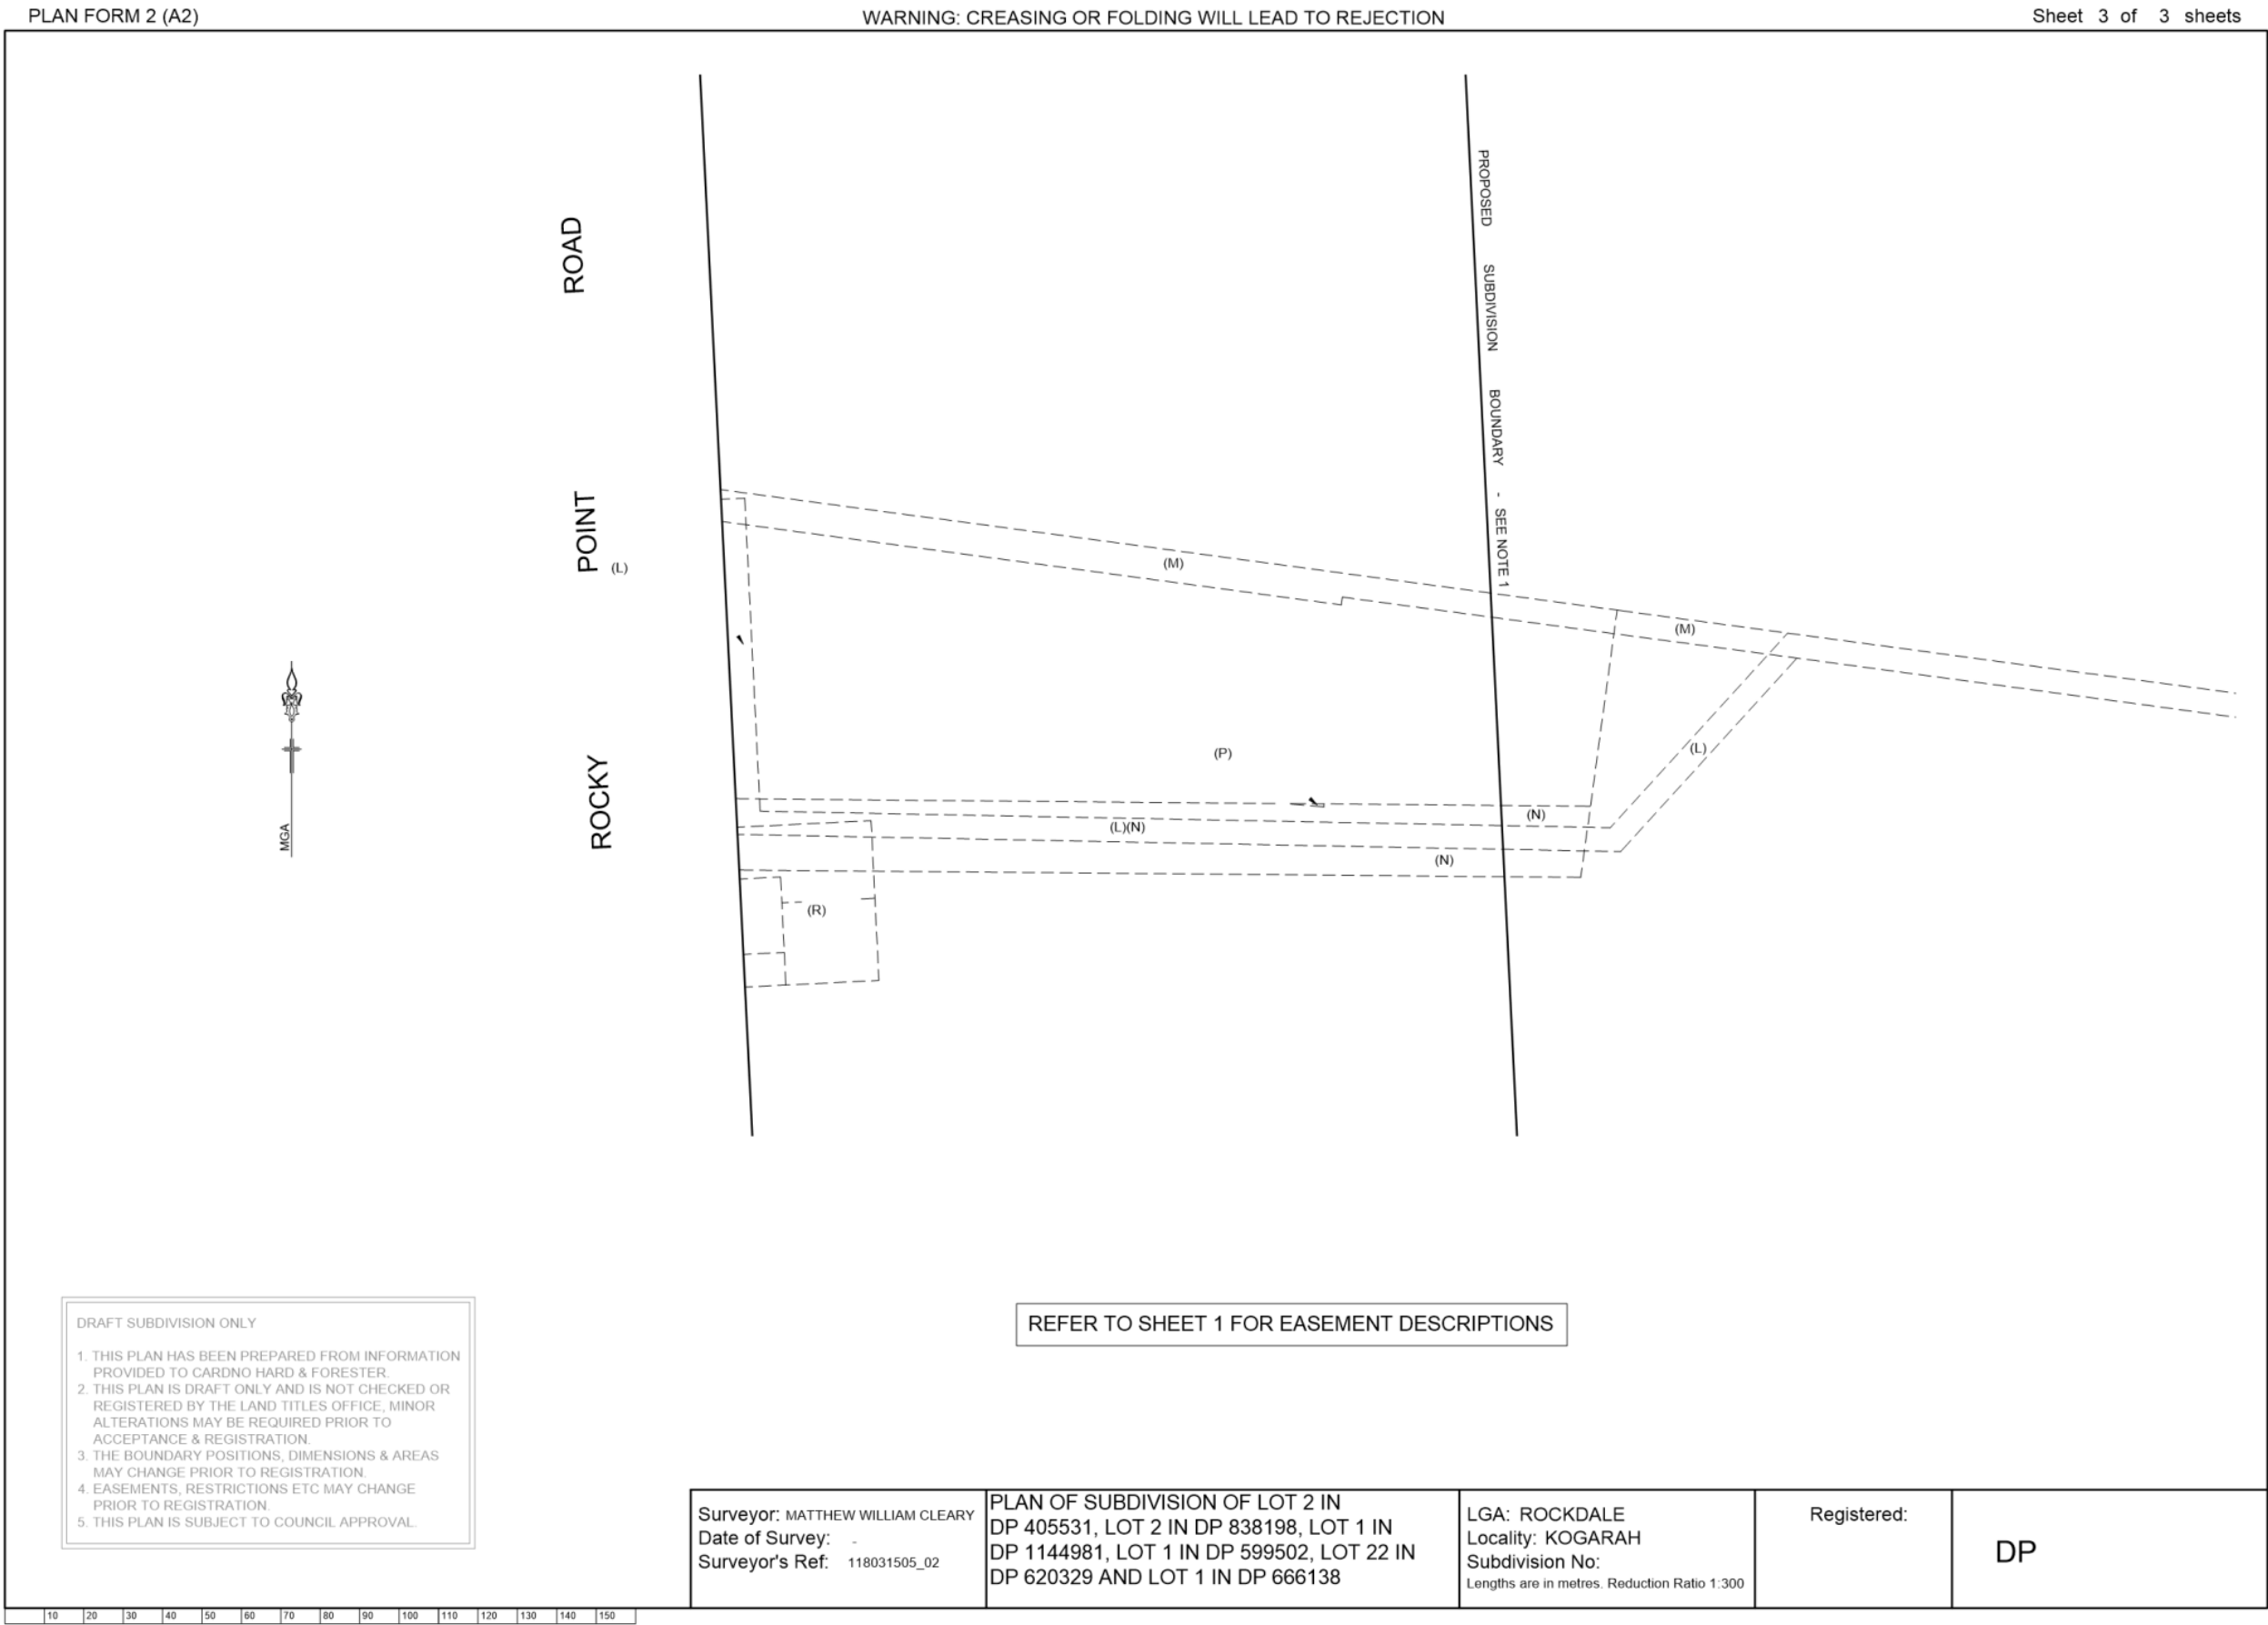 PLAN FORM 2 (A2)
WARNING: CREASING OR FOLDING WILL LEAD TO REJECTION
Sheet 3 of 3 sheets
ROAD
POINT
ROCKY
PROPOSED SUBDIVISION BOUNDARY - SEE NOTE 1
(L)
(M)
(M)
(L)
(P)
(N)
(L)(N)
(N)
(R)
MGA
REFER TO SHEET 1 FOR EASEMENT DESCRIPTIONS
DRAFT SUBDIVISION ONLY
1. THIS PLAN HAS BEEN PREPARED FROM INFORMATION
PROVIDED TO CARDNO HARD & FORESTER.
2. THIS PLAN IS DRAFT ONLY AND IS NOT CHECKED OR
REGISTERED BY THE LAND TITLES OFFICE, MINOR
ALTERATIONS MAY BE REQUIRED PRIOR TO
ACCEPTANCE & REGISTRATION.
3. THE BOUNDARY POSITIONS, DIMENSIONS & AREAS
MAY CHANGE PRIOR TO REGISTRATION.
4. EASEMENTS, RESTRICTIONS ETC MAY CHANGE
PRIOR TO REGISTRATION.
5. THIS PLAN IS SUBJECT TO COUNCIL APPROVAL.
Surveyor: MATTHEW WILLIAM CLEARY
Date of Survey: -
Surveyor's Ref: 118031505_02
PLAN OF SUBDIVISION OF LOT 2 IN
DP 405531, LOT 2 IN DP 838198, LOT 1 IN
DP 1144981, LOT 1 IN DP 599502, LOT 22 IN
DP 620329 AND LOT 1 IN DP 666138
LGA: ROCKDALE
Locality: KOGARAH
Subdivision No:
Lengths are in metres. Reduction Ratio 1:300
Registered:
DP
10 20 30 40 50 60 70 80 90 100 110 120 130 140 150